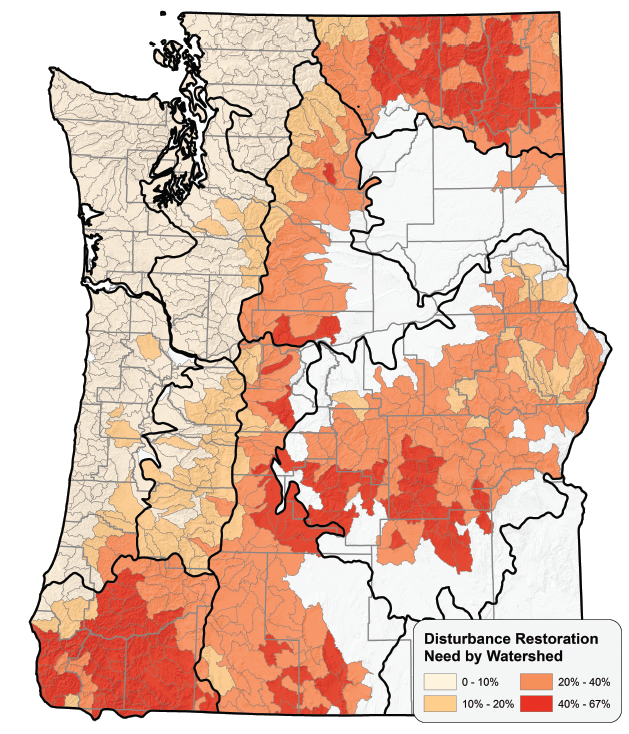 Disturbance Restoration
Need by Watershed
0 - 10%
20% - 40%
10% - 20%
40% - 67%